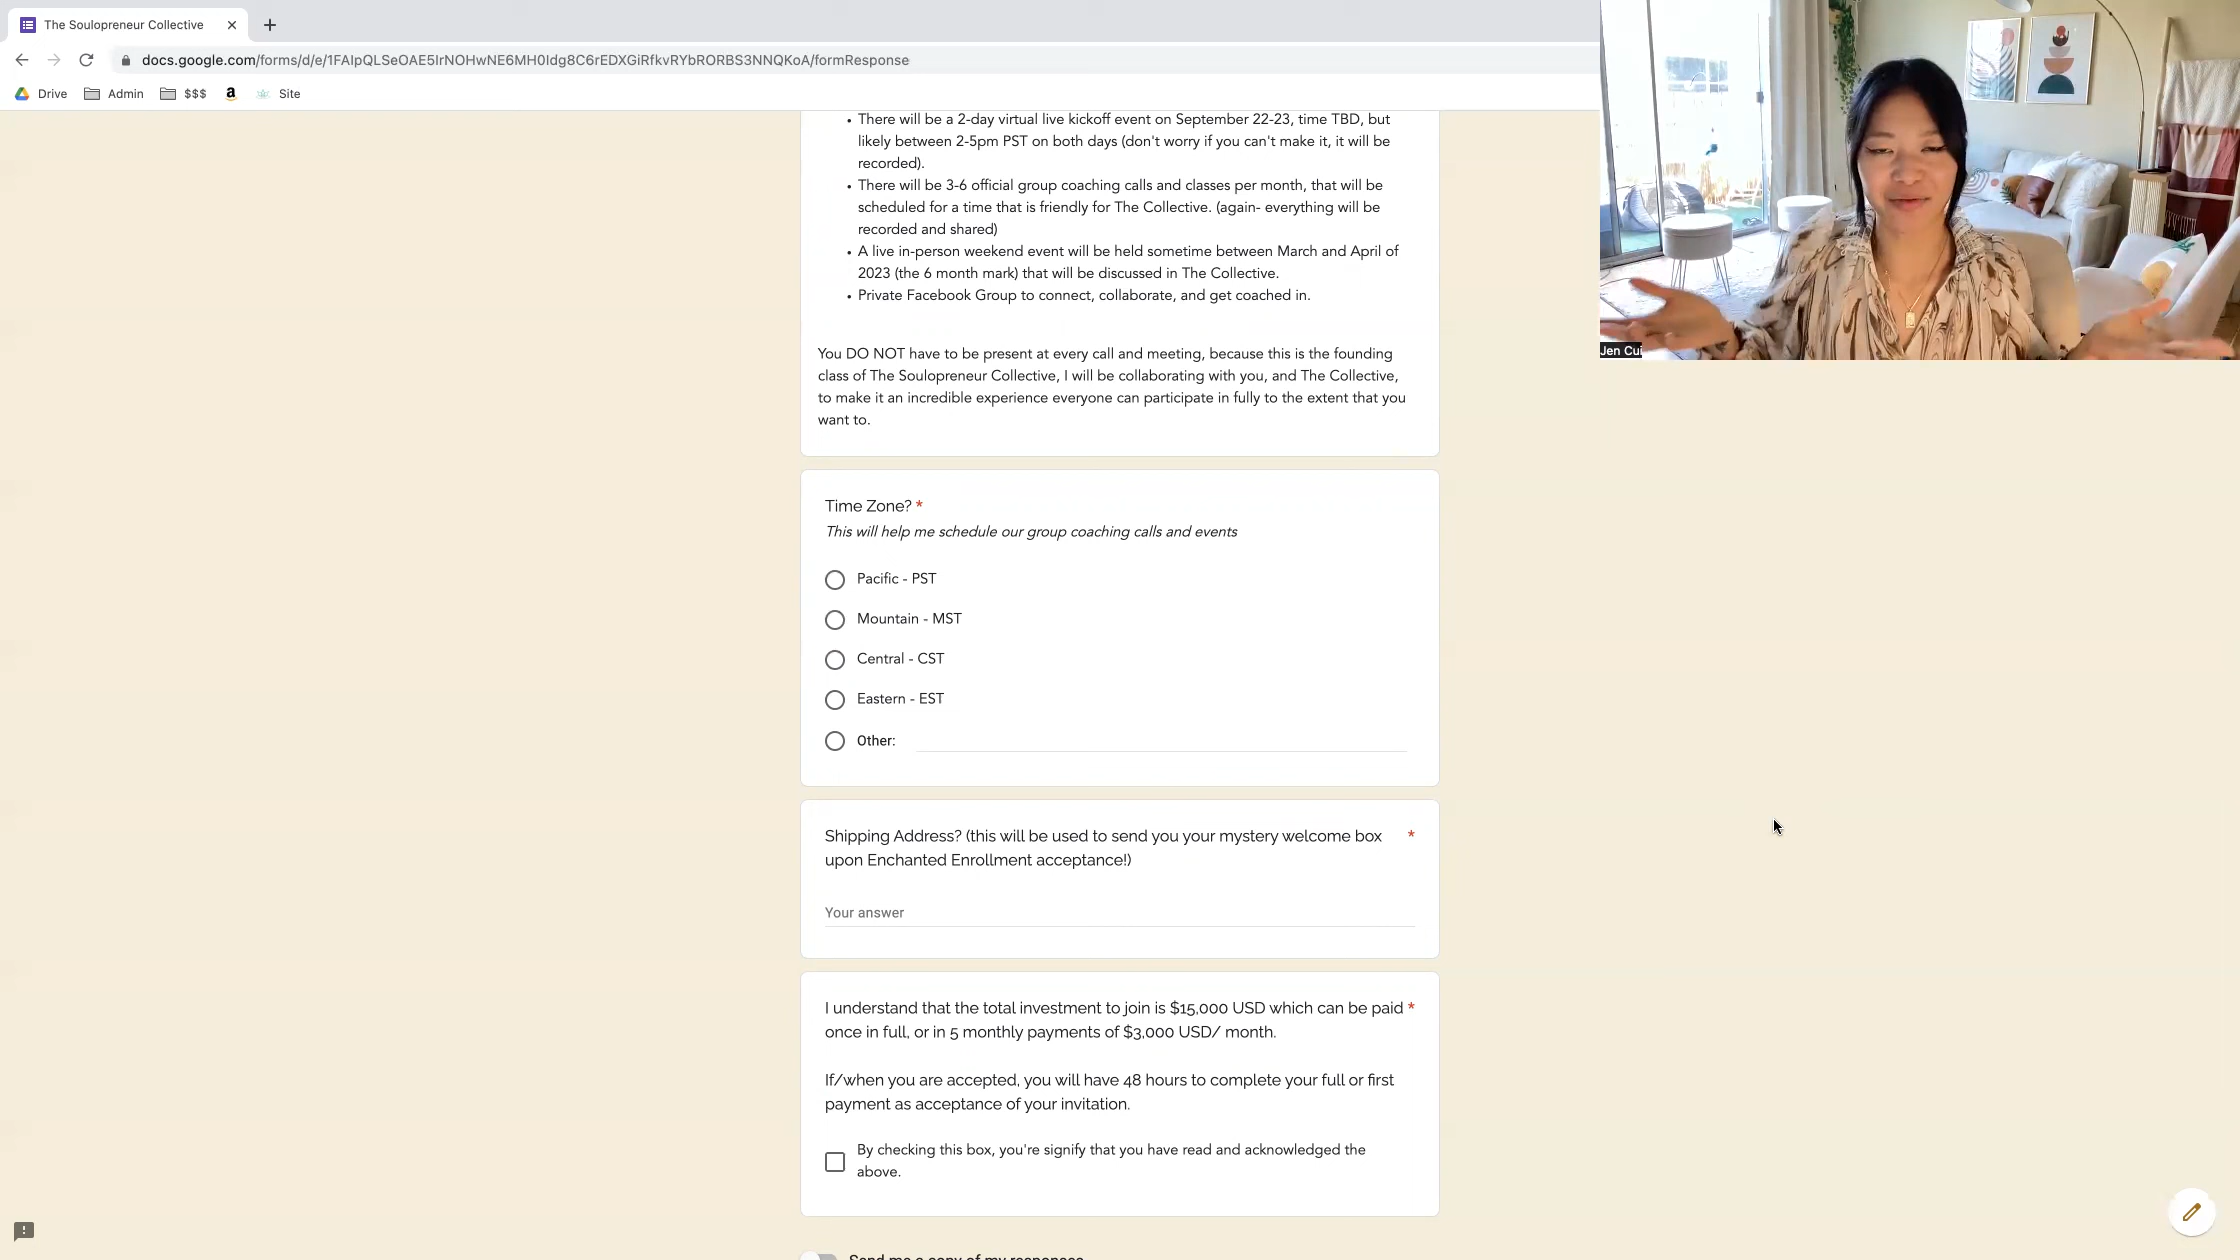 The Soulopreneur Collective
docs.google.com/forms/d/e/1FAIpQLSeOAE5IrNOHwNE6MH0Idg8C6rEDXGiRfkvRYbRORBS3NNQKoA/formResponse
Drive Admin $$$ a Site
• There will be a 2-day virtual live kickoff event on September 22-23, time TBD, but
likely between 2-5pm PST on both days (don't worry if you can't make it, it will be
recorded).
• There will be 3-6 official group coaching calls and classes per month, that will be
scheduled for a time that is friendly for The Collective. (again- everything will be
recorded and shared)
• A live in-person weekend event will be held sometime between March and April of
2023 (the 6 month mark) that will be discussed in The Collective.
• Private Facebook Group to connect, collaborate, and get coached in.
You DO NOT have to be present at every call and meeting, because this is the founding
class of The Soulopreneur Collective, I will be collaborating with you, and The Collective,
to make it an incredible experience everyone can participate in fully to the extent that you
want to.
Jen Cui
Time Zone? *
This will help me schedule our group coaching calls and events
Pacific - PST
Mountain - MST
Central - CST
Eastern - EST
Other:
Shipping Address? (this will be used to send you your mystery welcome box *
upon Enchanted Enrollment acceptance!)
Your answer
I understand that the total investment to join is $15,000 USD which can be paid *
once in full, or in 5 monthly payments of $3,000 USD/ month.
If/when you are accepted, you will have 48 hours to complete your full or first
payment as acceptance of your invitation.
By checking this box, you're signify that you have read and acknowledged the
above.
Send me a copy of my responses